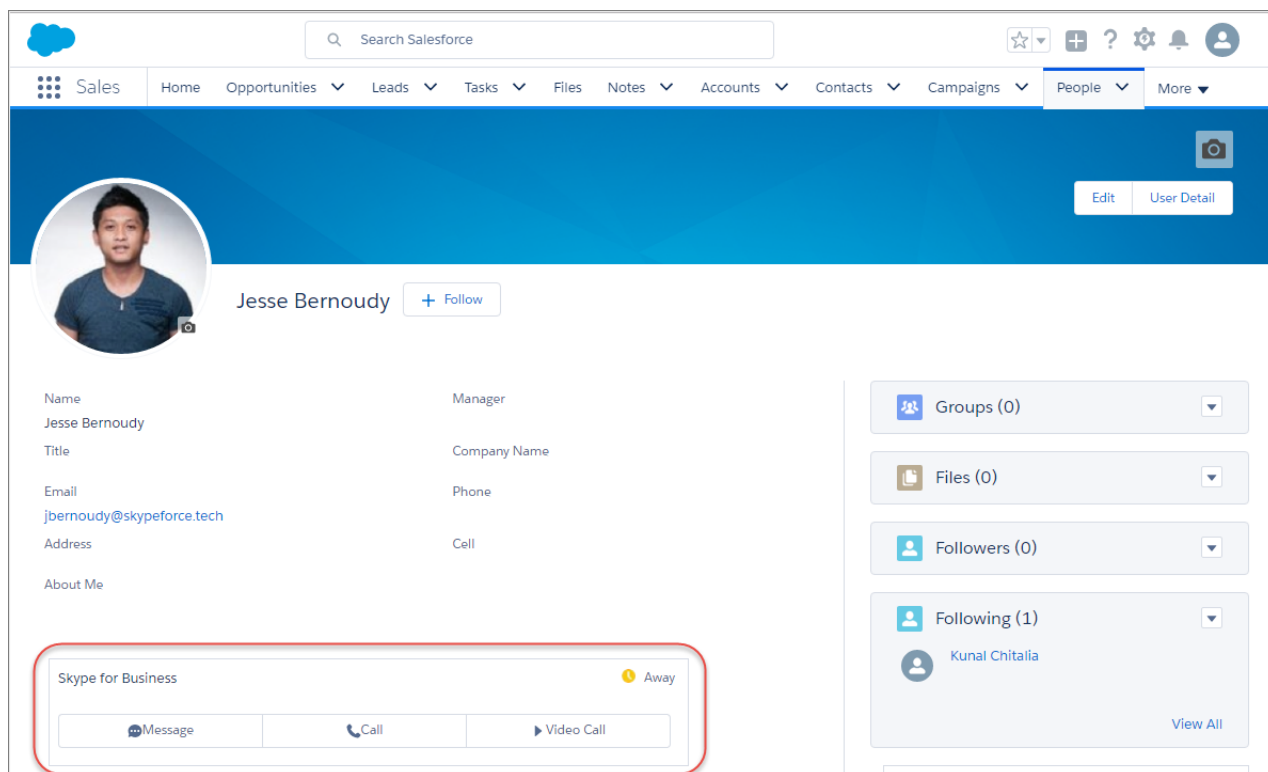 Search Salesforce
Sales Home Opportunities Leads Tasks Files Notes Accounts Contacts Campaigns People More
Edit User Detail
Jesse Bernoudy + Follow
Name Manager
Jesse Bernoudy
Title Company Name
Email Phone
jbernoudy@skypeforce.tech
Address Cell
About Me
Skype for Business Away
Message Call Video Call
Groups (0)
Files (0)
Followers (0)
Following (1)
Kunal Chitalia
View All